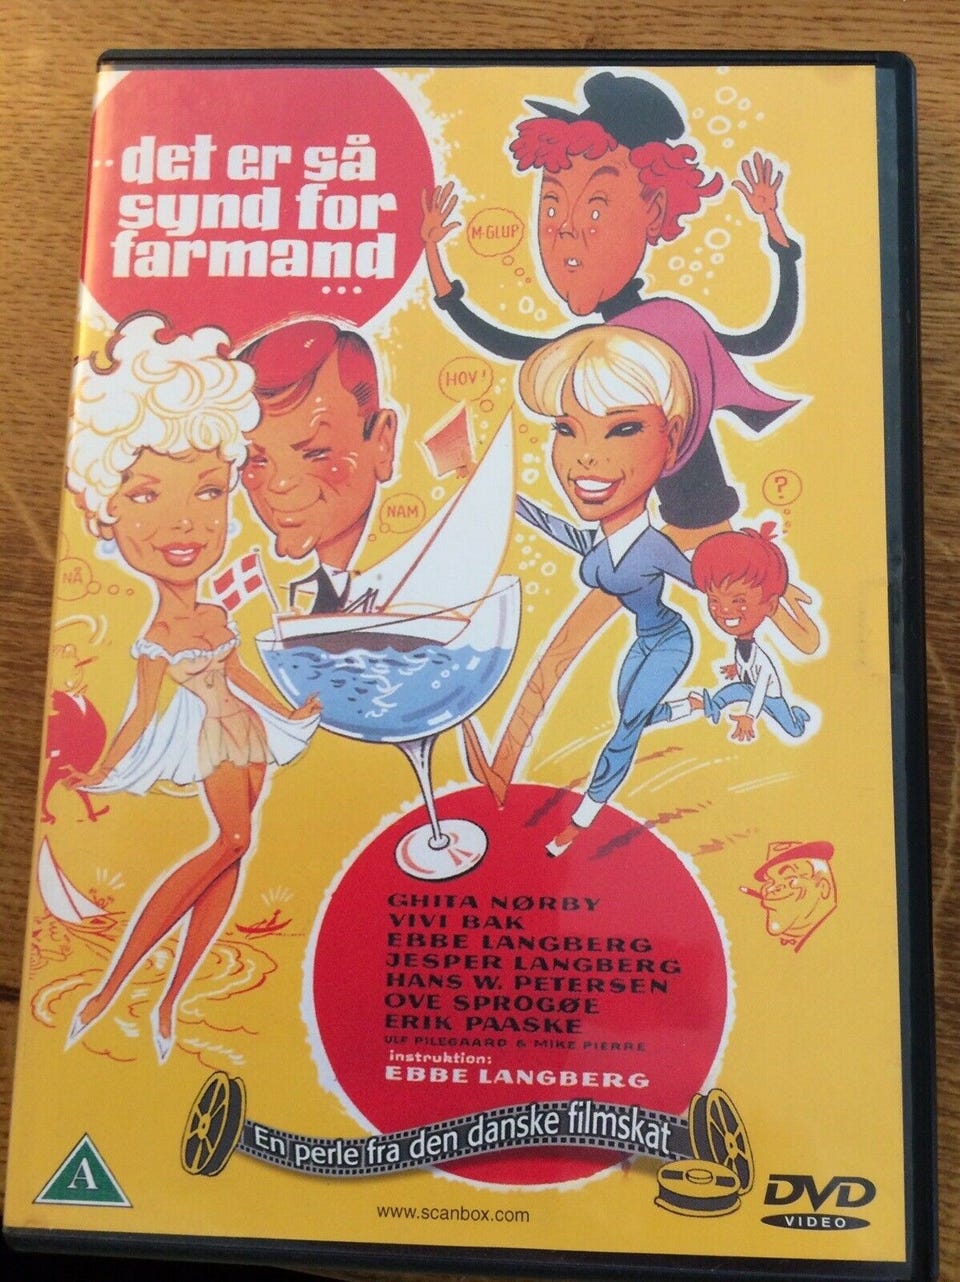 ..det er så
synd for
farmand
...
M-GLUP
HOV!
NAM
?
NÅ
GHITA NØRBY
VIVI BAK
EBBE LANGBERG
JESPER LANGBERG
HANS W. PETERSEN
OVE SPROGØE
ERIK PAASKE
ULF PILEGAARD & MIKE PIERRE
instruktion:
EBBE LANGBERG
En perle fra den danske filmskat
A
www.scanbox.com
DVD
VIDEO